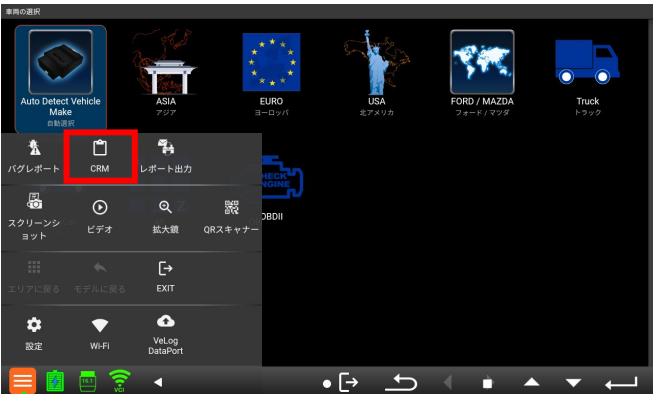 車両の選択
Auto Detect Vehicle
Make
自動選択
ASIA
アジア
EURO
ヨーロッパ
USA
北アメリカ
FORD / MAZDA
フォード / マツダ
Truck
トラック
バグレポート
CRM
レポート出力
CHECK
ENGINE
OBDII
スクリーンシ
ョット
ビデオ
拡大鏡
QRスキャナー
エリアに戻る
モデルに戻る
EXIT
設定
Wi-Fi
VeLog
DataPort
16.1
VCI